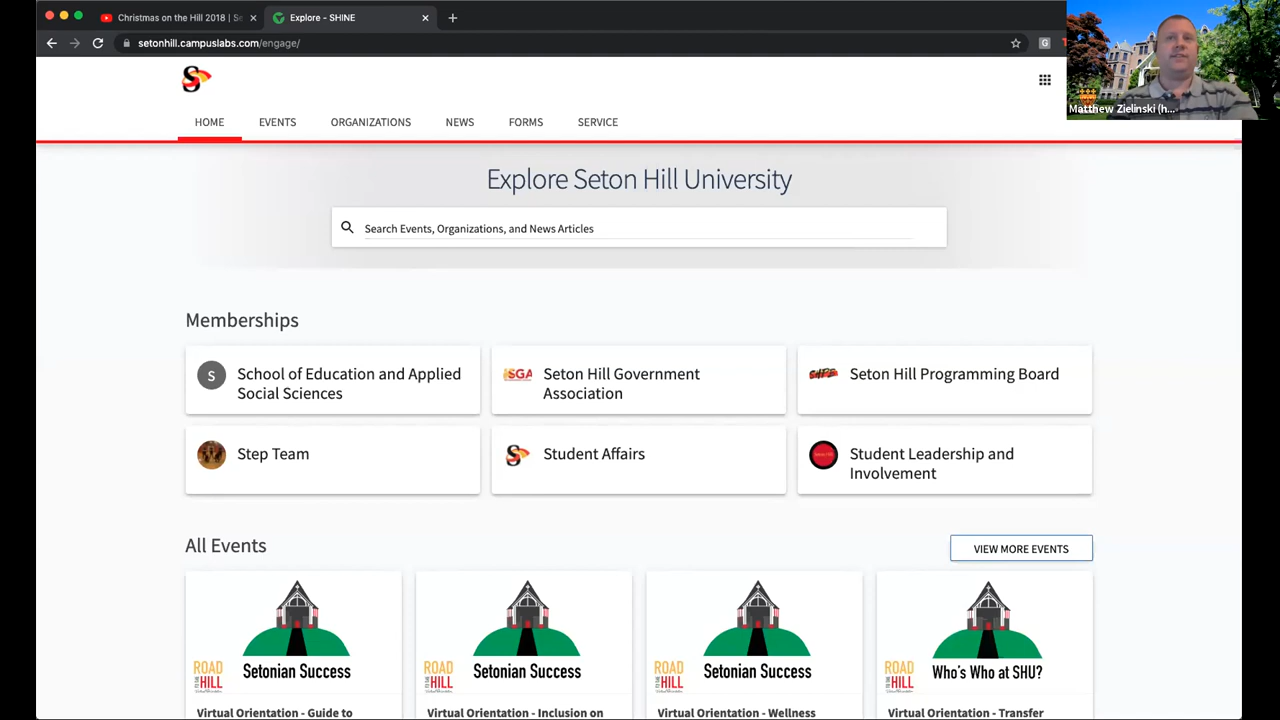 Christmas on the Hill 2018 | Se
Explore - SHINE
setonhill.campuslabs.com/engage/
G
Matthew Zielinski (h...
HOME
EVENTS
ORGANIZATIONS
NEWS
FORMS
SERVICE
Explore Seton Hill University
Search Events, Organizations, and News Articles
Memberships
S
School of Education and Applied
Social Sciences
SGA
Seton Hill Government
Association
Seton Hill Programming Board
Step Team
Student Affairs
Student Leadership and
Involvement
All Events
VIEW MORE EVENTS
ROAD
TO THE
HILL
Setonian Success
ROAD
TO THE
HILL
Setonian Success
ROAD
TO THE
HILL
Setonian Success
ROAD
TO THE
HILL
Who's Who at SHU?
Virtual Orientation - Guide to
Virtual Orientation - Inclusion on
Virtual Orientation - Wellness
Virtual Orientation - Transfer